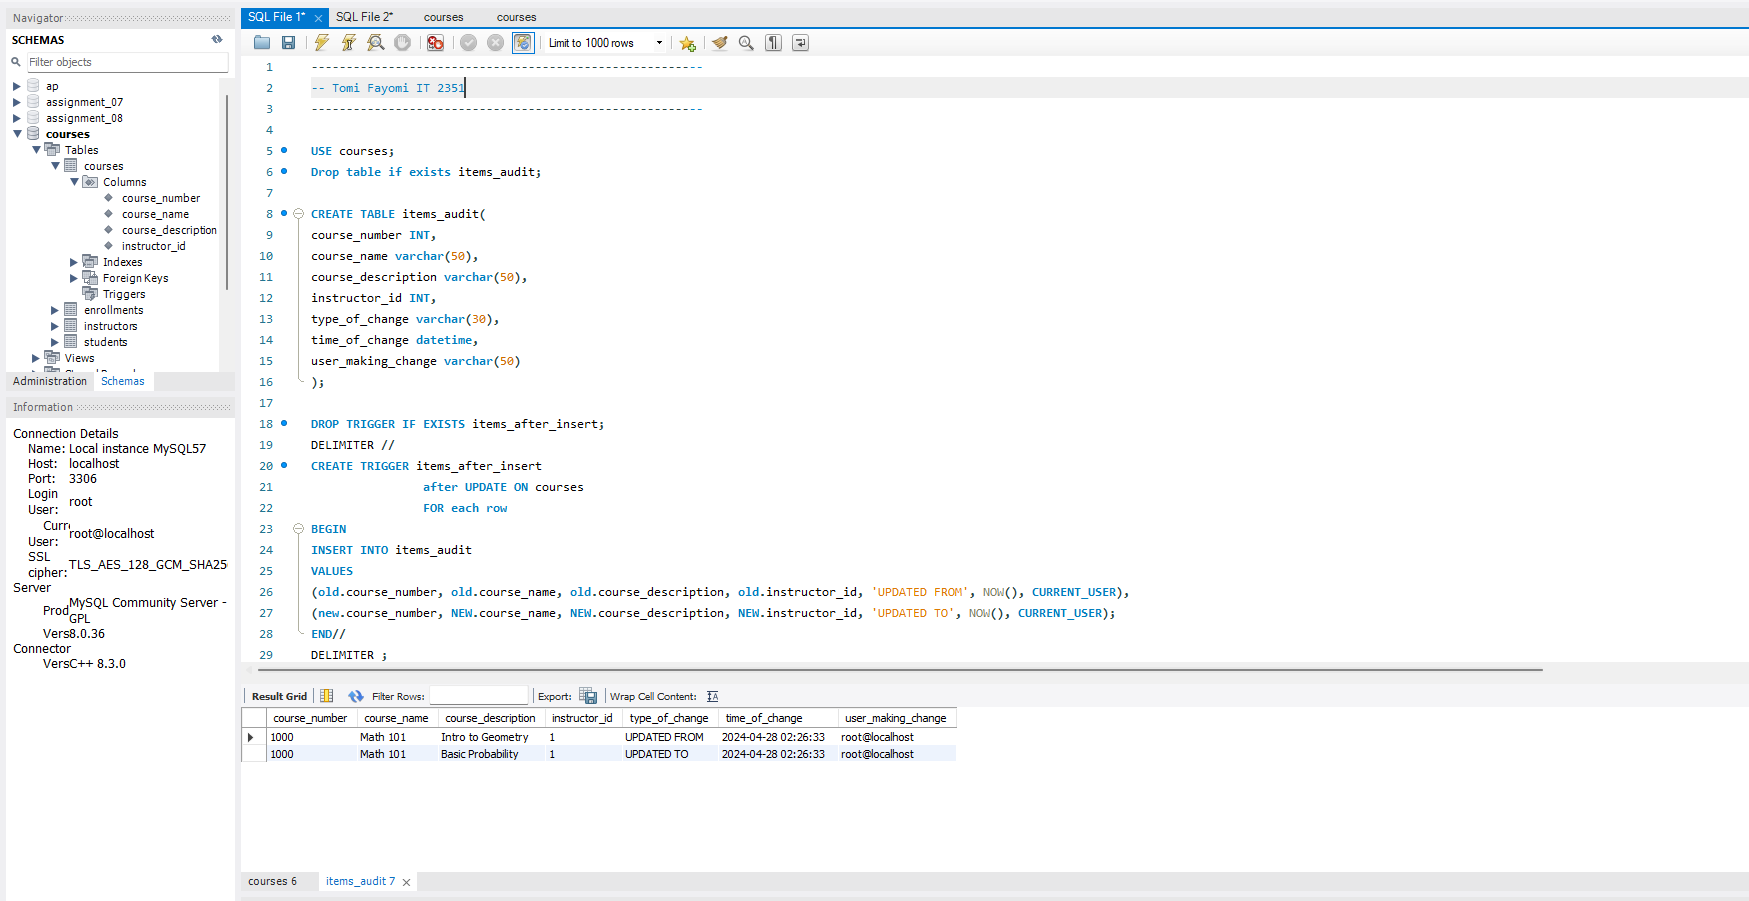 Navigator
SCHEMAS
Filter objects
ap
assignment_07
assignment_08
courses
Tables
courses
Columns
course_number
course_name
course_description
instructor_id
Indexes
Foreign Keys
Triggers
enrollments
instructors
students
Views
Administration Schemas
Information
Connection Details
Name: Local instance MySQL57
Host: localhost
Port: 3306
Login
User: root
Curr
User: root@localhost
SSL
cipher: TLS_AES_128_GCM_SHA25
Server
Prod MySQL Community Server -
GPL
Vers 8.0.36
Connector
Vers C++ 8.3.0
SQL File 1* SQL File 2* courses courses
Limit to 1000 rows
1 --------------------------------------------------------
2 -- Tomi Fayomi IT 2351
3 --------------------------------------------------------
4
5 USE courses;
6 Drop table if exists items_audit;
7
8 CREATE TABLE items_audit(
9 course_number INT,
10 course_name varchar(50),
11 course_description varchar(50),
12 instructor_id INT,
13 type_of_change varchar(30),
14 time_of_change datetime,
15 user_making_change varchar(50)
16 );
17
18 DROP TRIGGER IF EXISTS items_after_insert;
19 DELIMITER //
20 CREATE TRIGGER items_after_insert
21 after UPDATE ON courses
22 FOR each row
23 BEGIN
24 INSERT INTO items_audit
25 VALUES
26 (old.course_number, old.course_name, old.course_description, old.instructor_id, 'UPDATED FROM', NOW(), CURRENT_USER),
27 (new.course_number, NEW.course_name, NEW.course_description, NEW.instructor_id, 'UPDATED TO', NOW(), CURRENT_USER);
28 END//
29 DELIMITER ;
Result Grid Filter Rows: Export: Wrap Cell Content: IA
course_number course_name course_description instructor_id type_of_change time_of_change user_making_change
1000 Math 101 Intro to Geometry 1 UPDATED FROM 2024-04-28 02:26:33 root@localhost
1000 Math 101 Basic Probability 1 UPDATED TO 2024-04-28 02:26:33 root@localhost
courses 6 items_audit 7